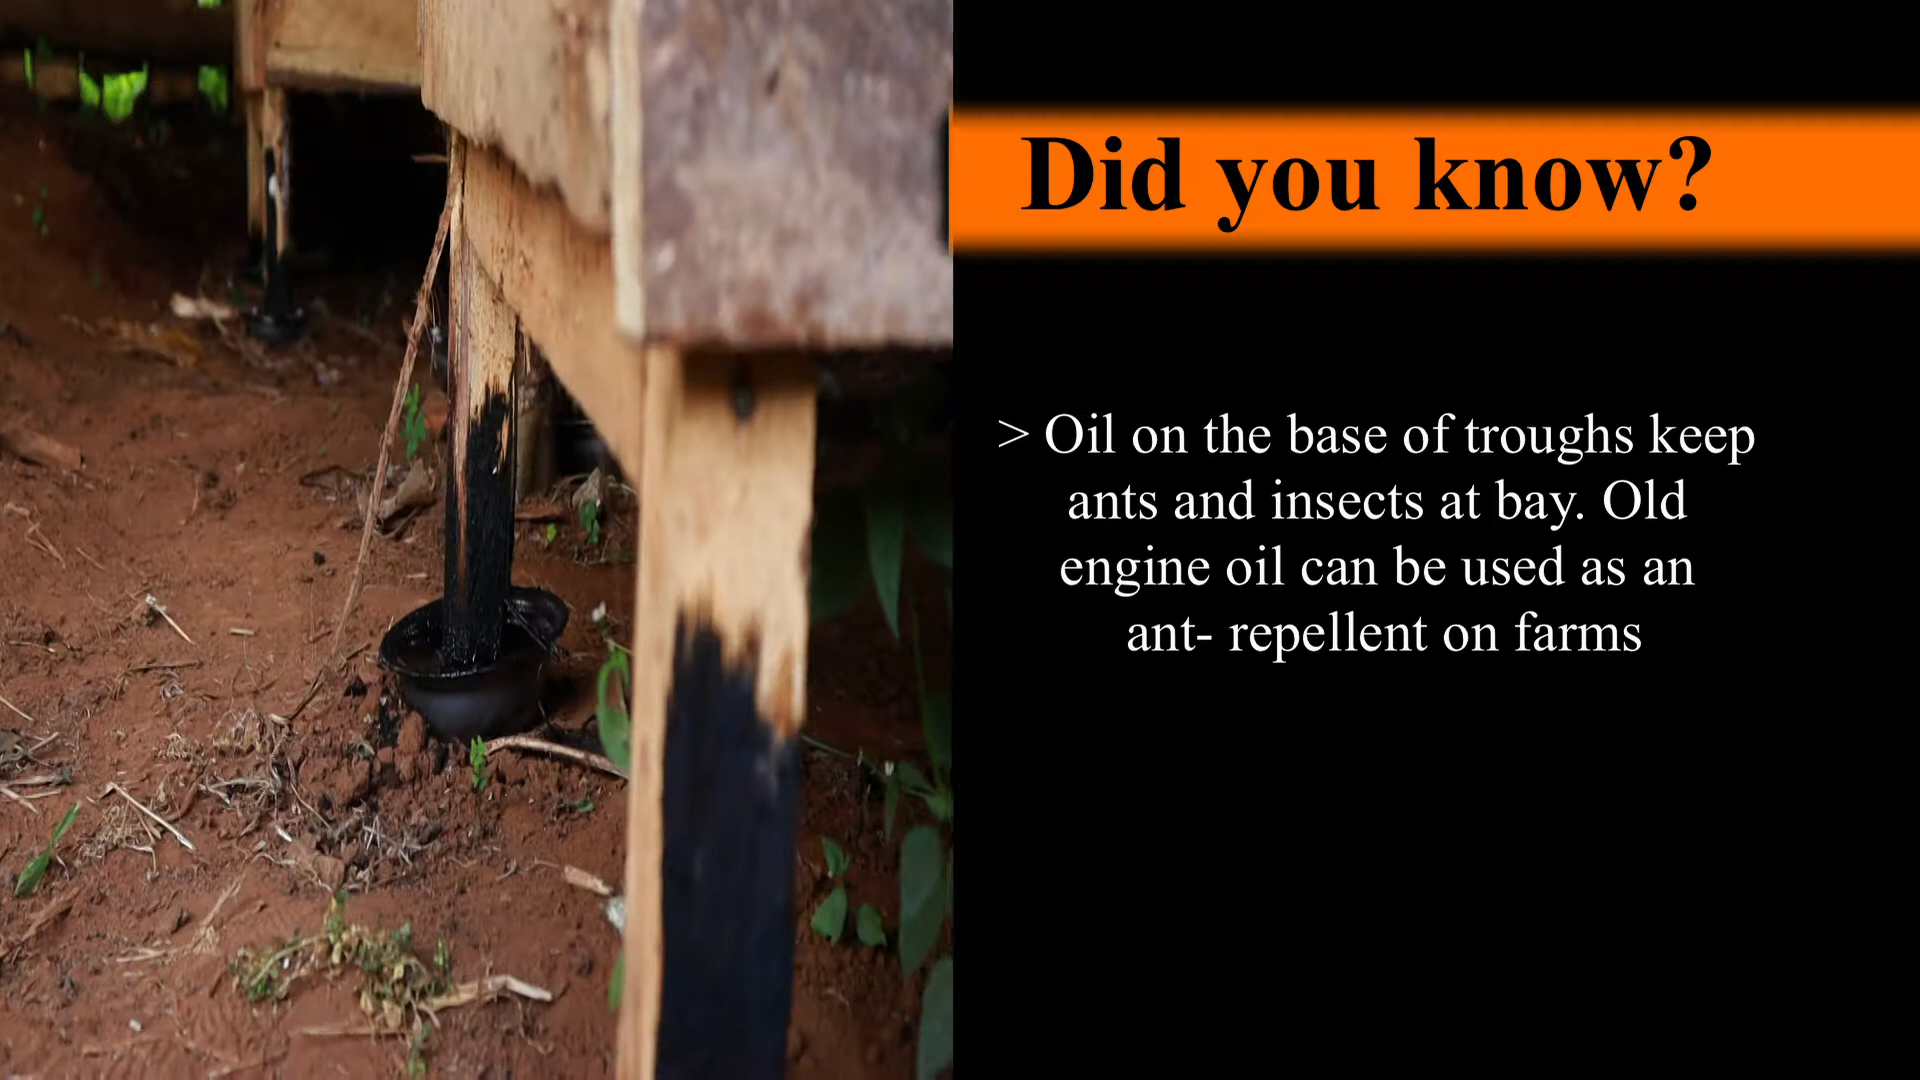 Did you know?
> Oil on the base of troughs keep
ants and insects at bay. Old
engine oil can be used as an
ant- repellent on farms